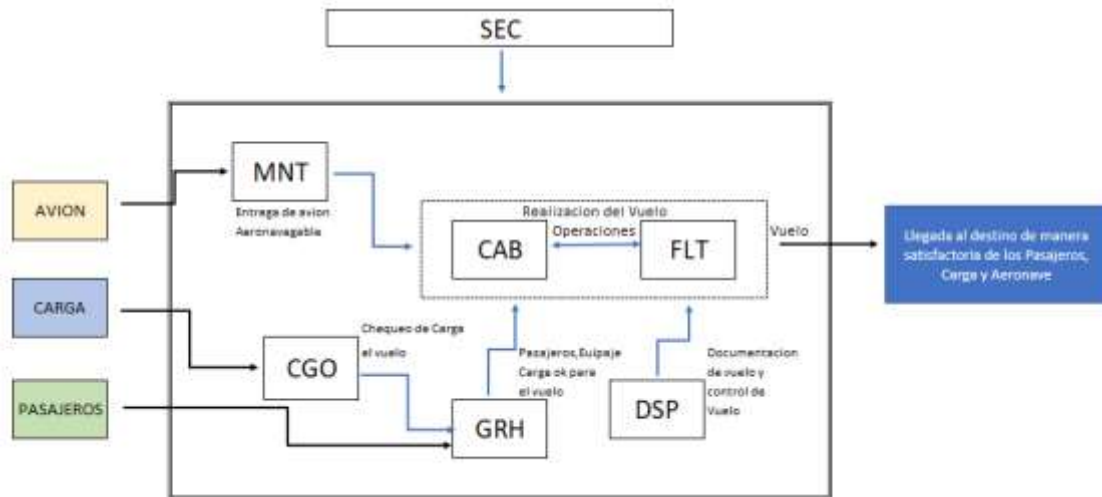 SEC
MNT
Entrega de avion
Aeronavagable
AVION
Realizacion del Vuelo
Operaciones
CAB
FLT
Vuelo
Llegada al destino de manera
satisfactoria de los Pasajeros,
Carga y Aeronave
CARGA
Chequeo de Carga
el vuelo
CGO
Pasajeros,Euipaje
Carga ok para
el vuelo
Documentacion
de vuelo y
control de
Vuelo
DSP
PASAJEROS
GRH